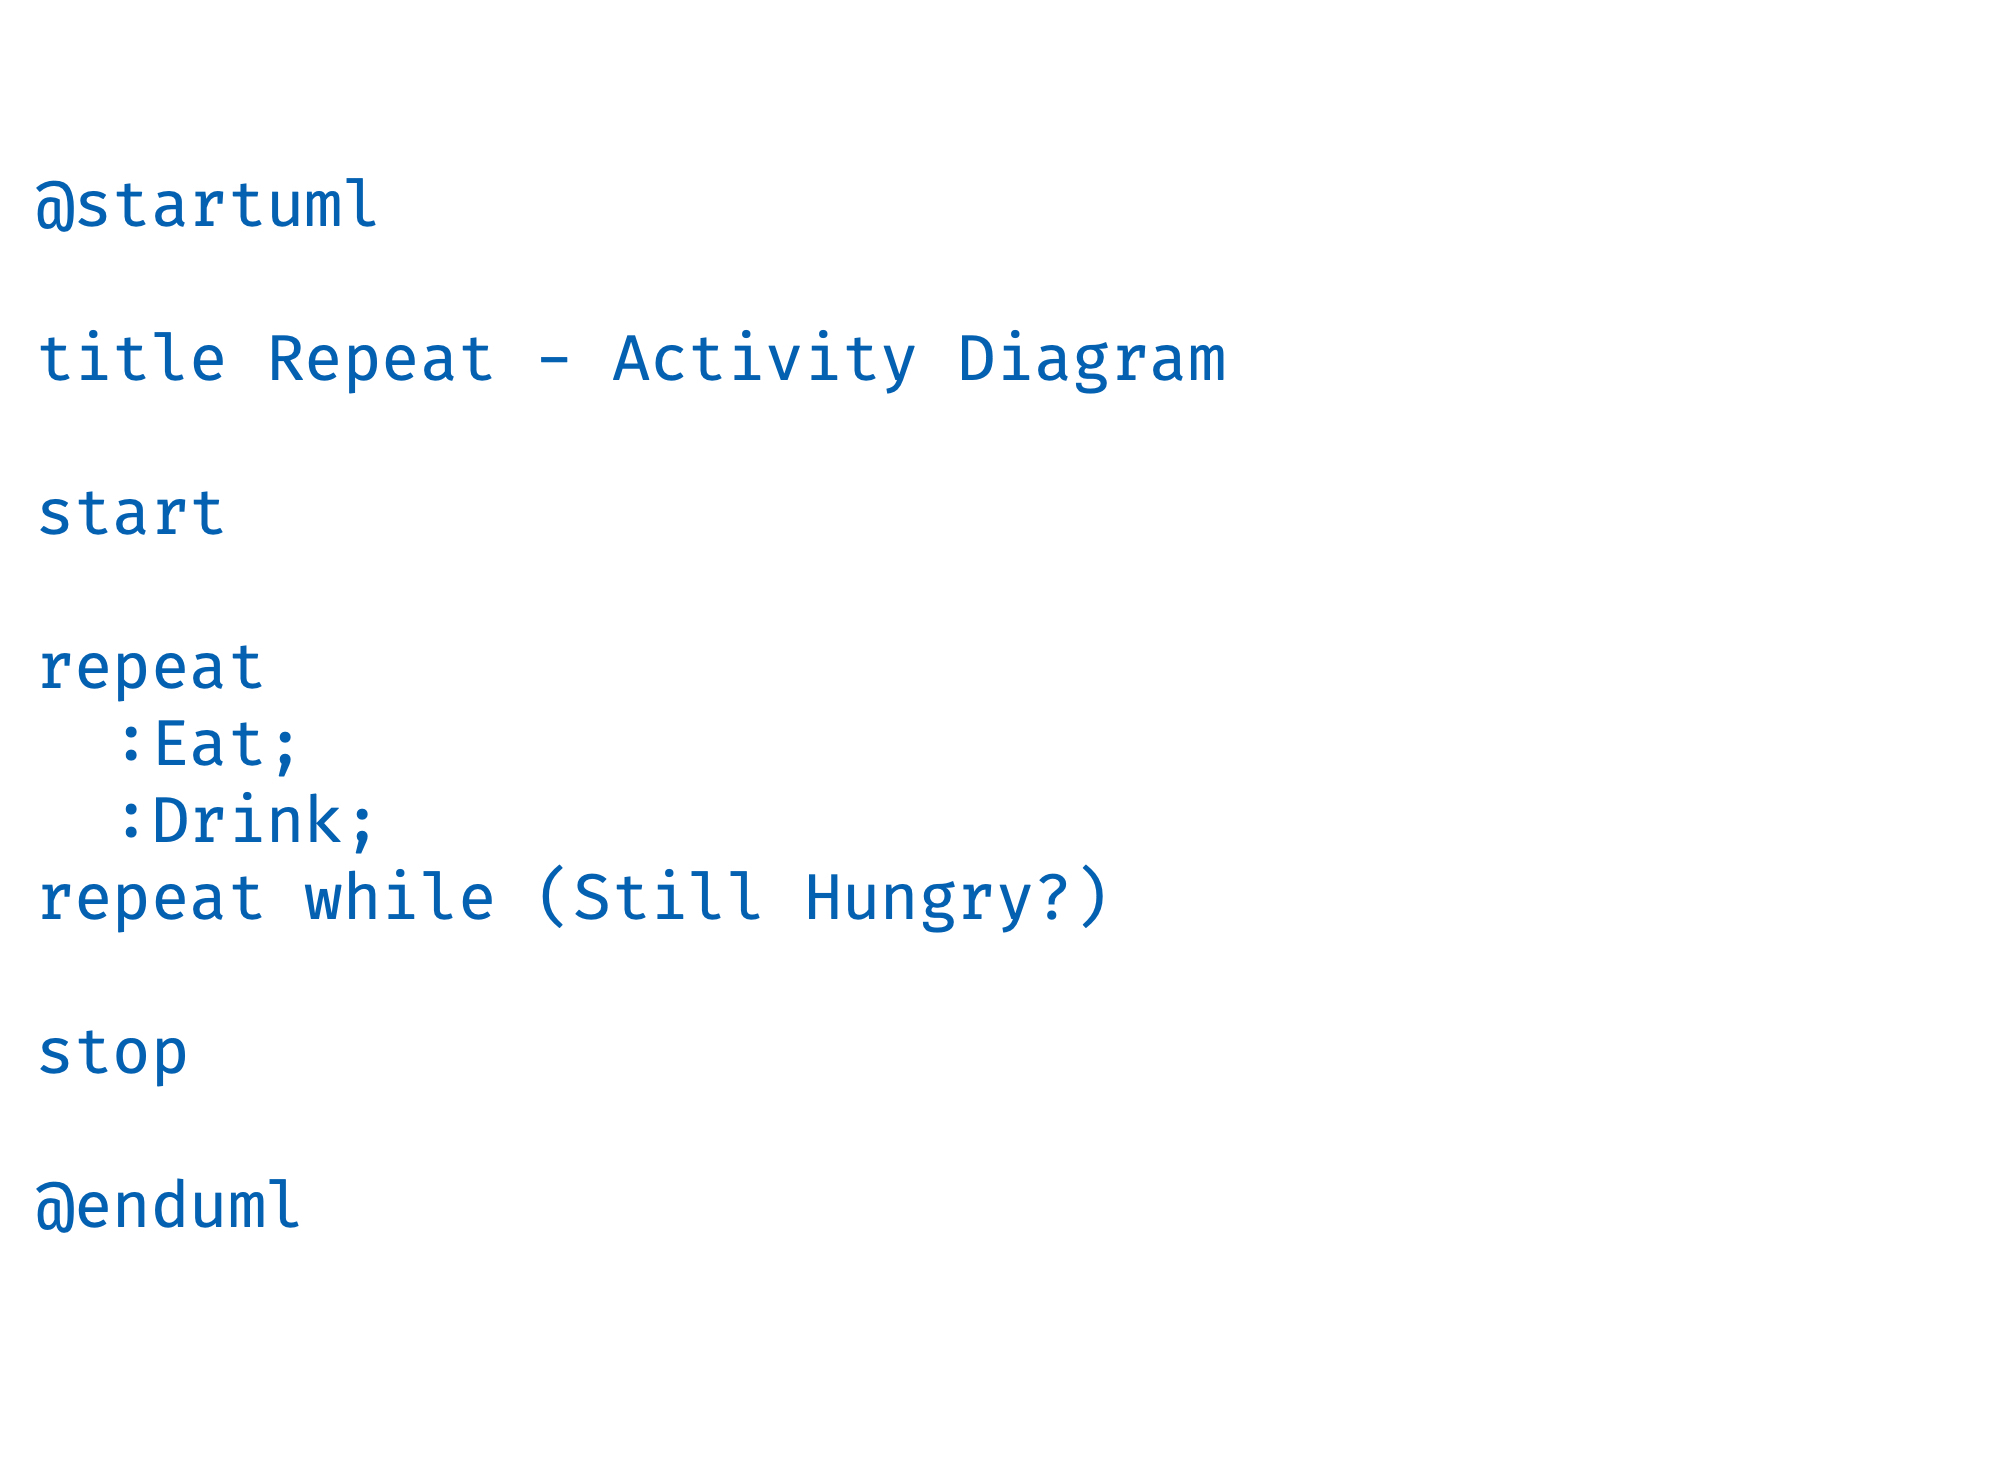 @startuml

title Repeat - Activity Diagram

start

repeat
  :Eat;
  :Drink;
repeat while (Still Hungry?)

stop

@enduml